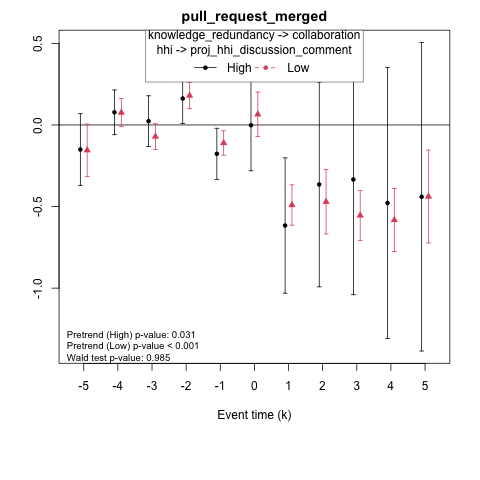 pull_request_merged
knowledge_redundancy -> collaboration
hhi -> proj_hhi_discussion_comment
High Low
0.5
0.0
-0.5
-1.0
Pretrend (High) p-value: 0.031
Pretrend (Low) p-value < 0.001
Wald test p-value: 0.985
-5 -4 -3 -2 -1 0 1 2 3 4 5
Event time (k)